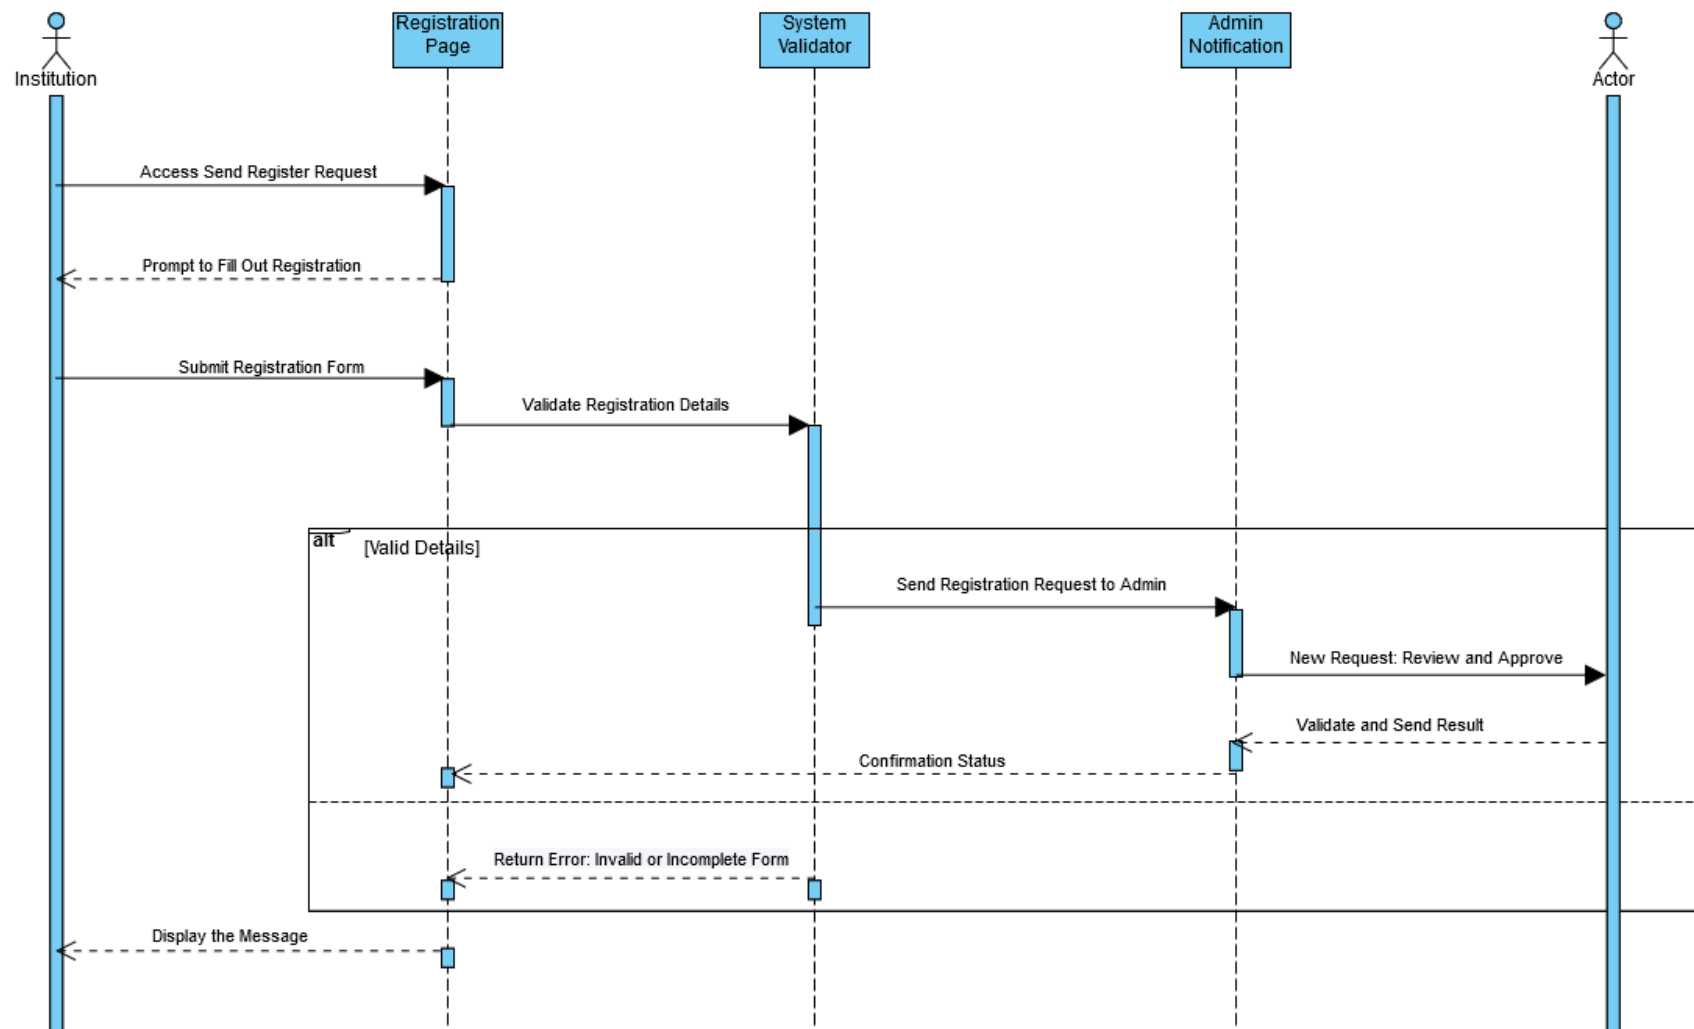 Registration
Page
System
Validator
Admin
Notification
Institution
Actor
Access Send Register Request
Prompt to Fill Out Registration
Submit Registration Form
Validate Registration Details
alt
[Valid Details]
Send Registration Request to Admin
New Request: Review and Approve
Validate and Send Result
Confirmation Status
Return Error: Invalid or Incomplete Form
Display the Message